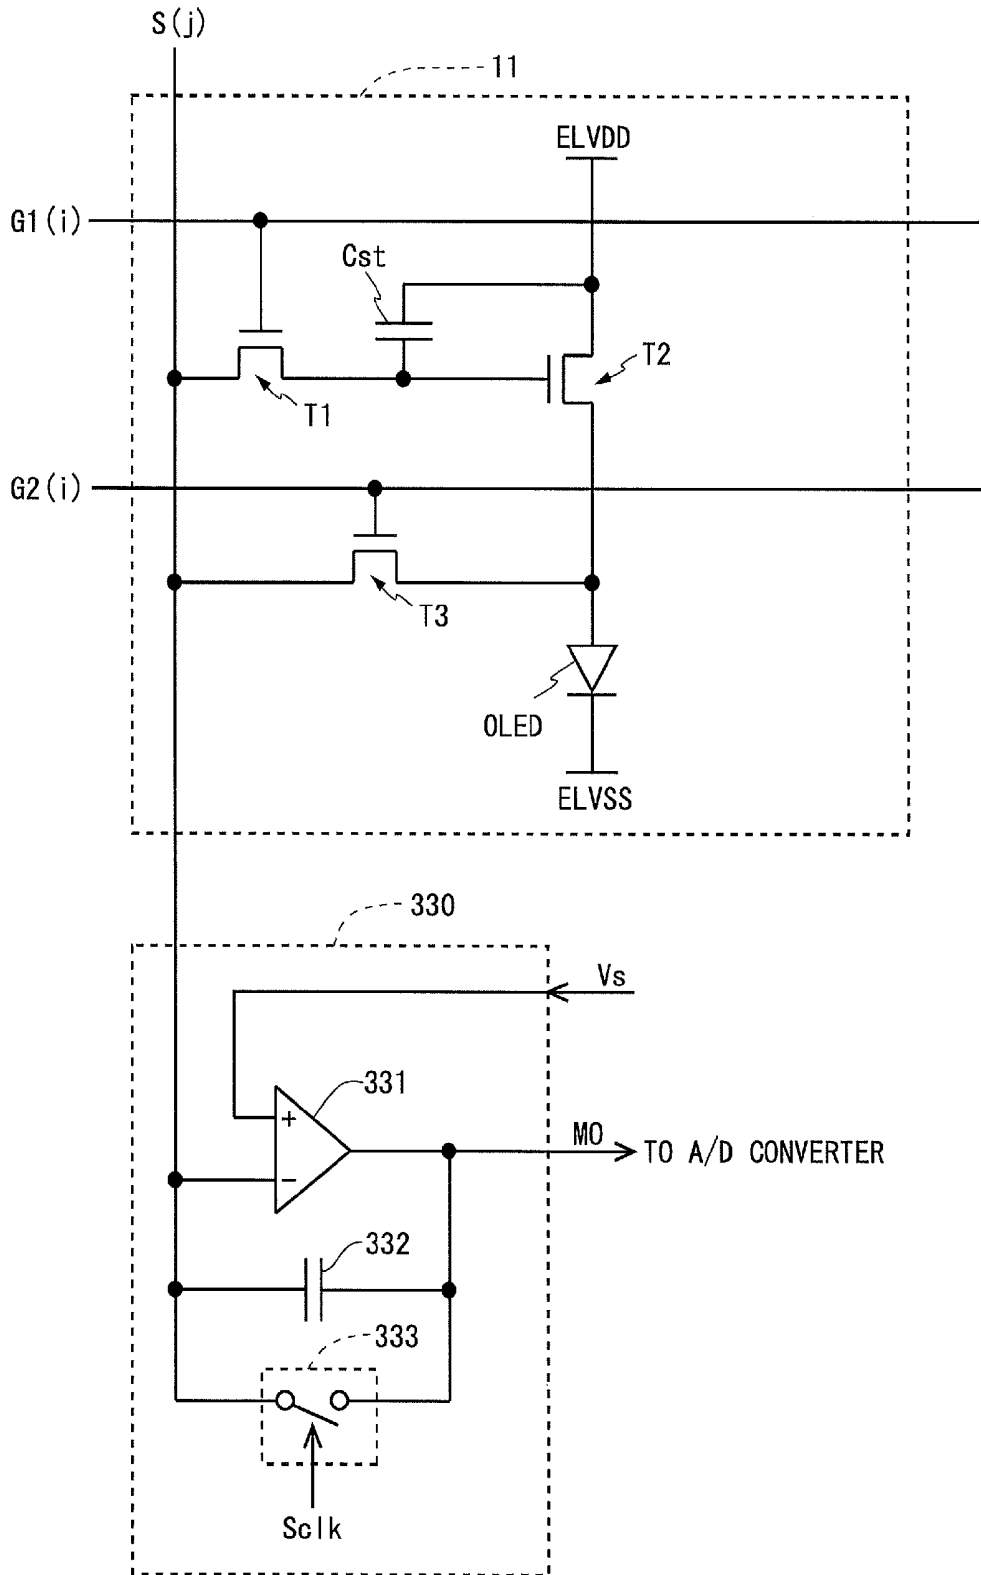 S(j)
11
ELVDD
G1(i)
Cst
T2
T1
G2(i)
T3
OLED
ELVSS
330
Vs
331
+
MO
TO A/D CONVERTER
−
332
333
Sclk